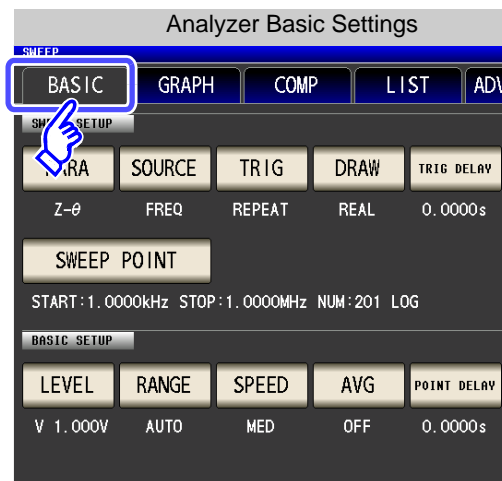 Analyzer Basic Settings
SWEEP
BASIC GRAPH COMP LIST ADV
SETUP
PARA SOURCE TRIG DRAW TRIG DELAY
Z-θ FREQ REPEAT REAL 0.0000s
SWEEP POINT
START:1.0000kHz STOP:1.0000MHz NUM:201 LOG
BASIC SETUP
LEVEL RANGE SPEED AVG POINT DELAY
V 1.000V AUTO MED OFF 0.0000s